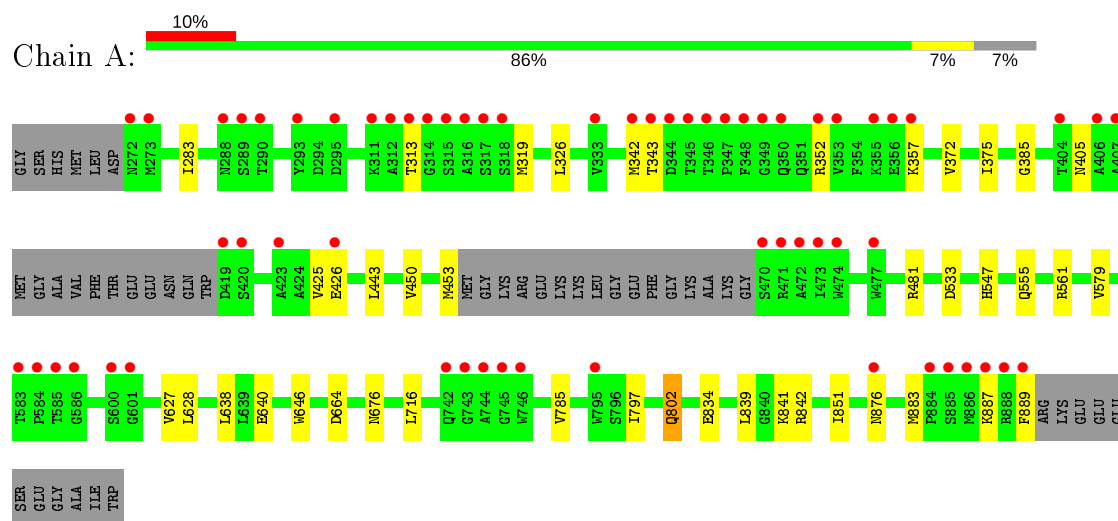 10%
Chain A:
86% 7% 7%
GLY SER HIS MET LEU ASP N272 M273 I283 N288 S289 T290 Y293 D294 D295 K311 A312 T313 G314 S315 A316 S317 S318 M319 L326 V333 M342 T343 D344 T345 T346 P347 F348 G349 Q350 Q351 R352 V353 F354 K355 E356 K357 V372 I375 G385 T404 N405 A406 A407
MET GLY ALA VAL PHE THR GLU GLU ASN GLN TRP D419 S420 A423 A424 V425 E426 L443 V450 M453 MET GLY LYS ARG GLU LYS LYS LEU GLY GLU PHE GLY LYS ALA LYS GLY S470 R471 A472 I473 W474 W477 R481 D533 H547 Q555 R561 V579
T583 P584 T585 G586 S600 G601 V627 L628 L638 L639 E640 W646 D664 N676 L716 Q742 G743 A744 G745 W746 V785 W795 S796 I797 Q802 E834 L839 G840 K841 R842 I851 N876 M883 P884 S885 M886 K887 R888 F889 ARG LYS GLU GLU GLU
SER GLU GLY ALA ILE TRP